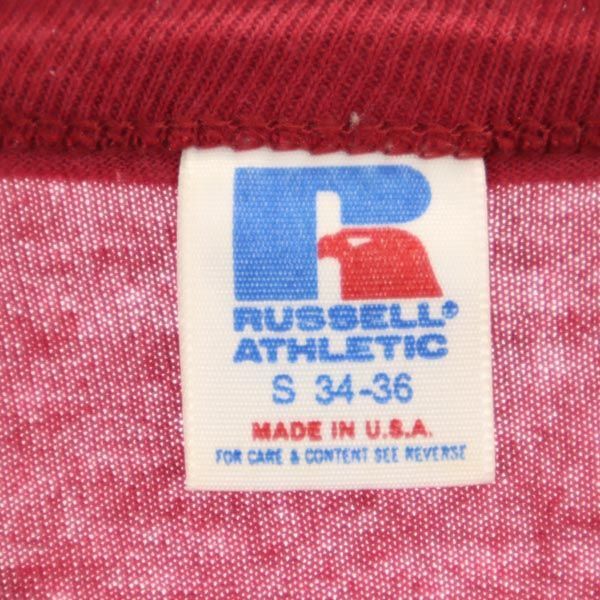 RUSSELL®
ATHLETIC
S 34-36
MADE IN U.S.A.
FOR CARE & CONTENT SEE REVERSE